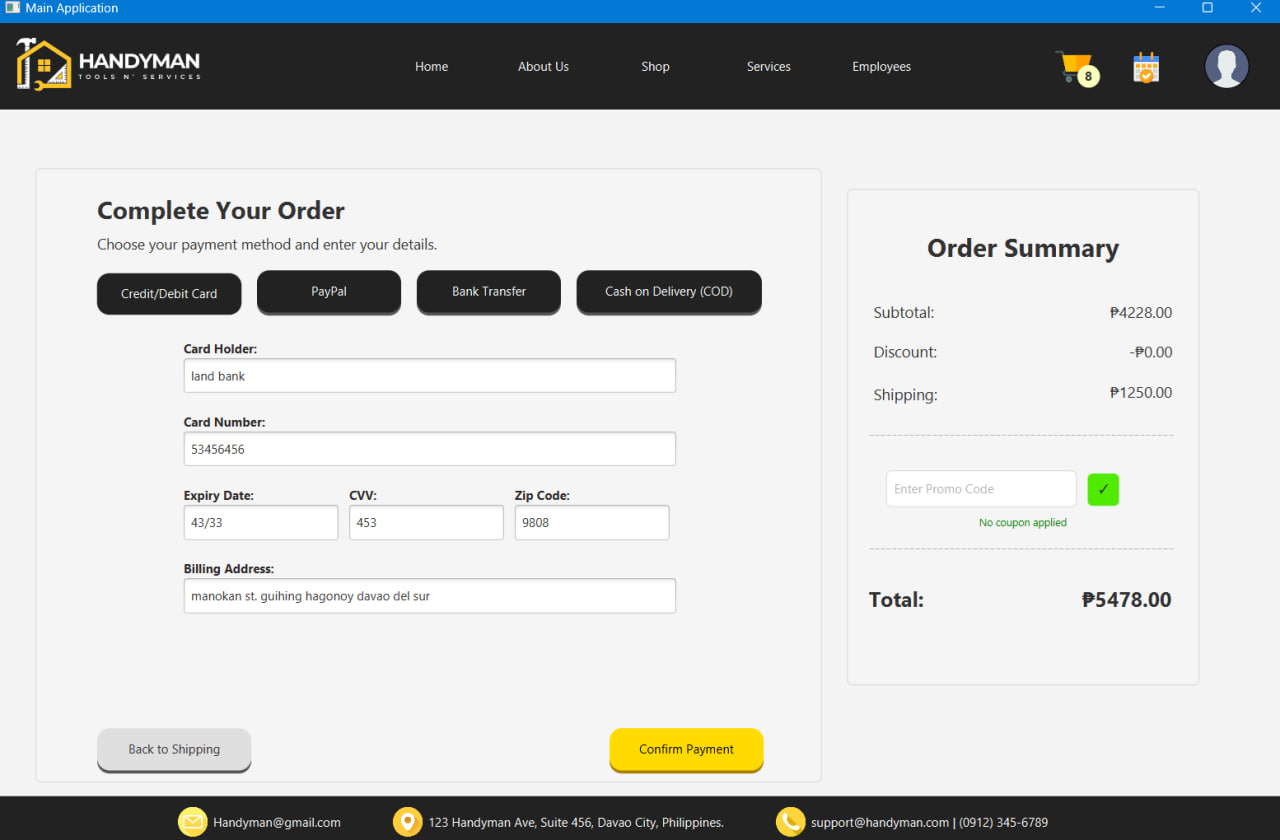 Main Application
HANDYMAN
TOOLS N' SERVICES
Home About Us Shop Services Employees
8
Complete Your Order
Choose your payment method and enter your details.
Credit/Debit Card PayPal Bank Transfer Cash on Delivery (COD)
Card Holder:
land bank
Card Number:
53456456
Expiry Date: CVV: Zip Code:
43/33 453 9808
Billing Address:
manokan st. guihing hagonoy davao del sur
Back to Shipping Confirm Payment
Order Summary
Subtotal: ₱4228.00
Discount: -₱0.00
Shipping: ₱1250.00
Enter Promo Code ✓
No coupon applied
Total: ₱5478.00
Handyman@gmail.com 123 Handyman Ave, Suite 456, Davao City, Philippines. support@handyman.com | (0912) 345-6789